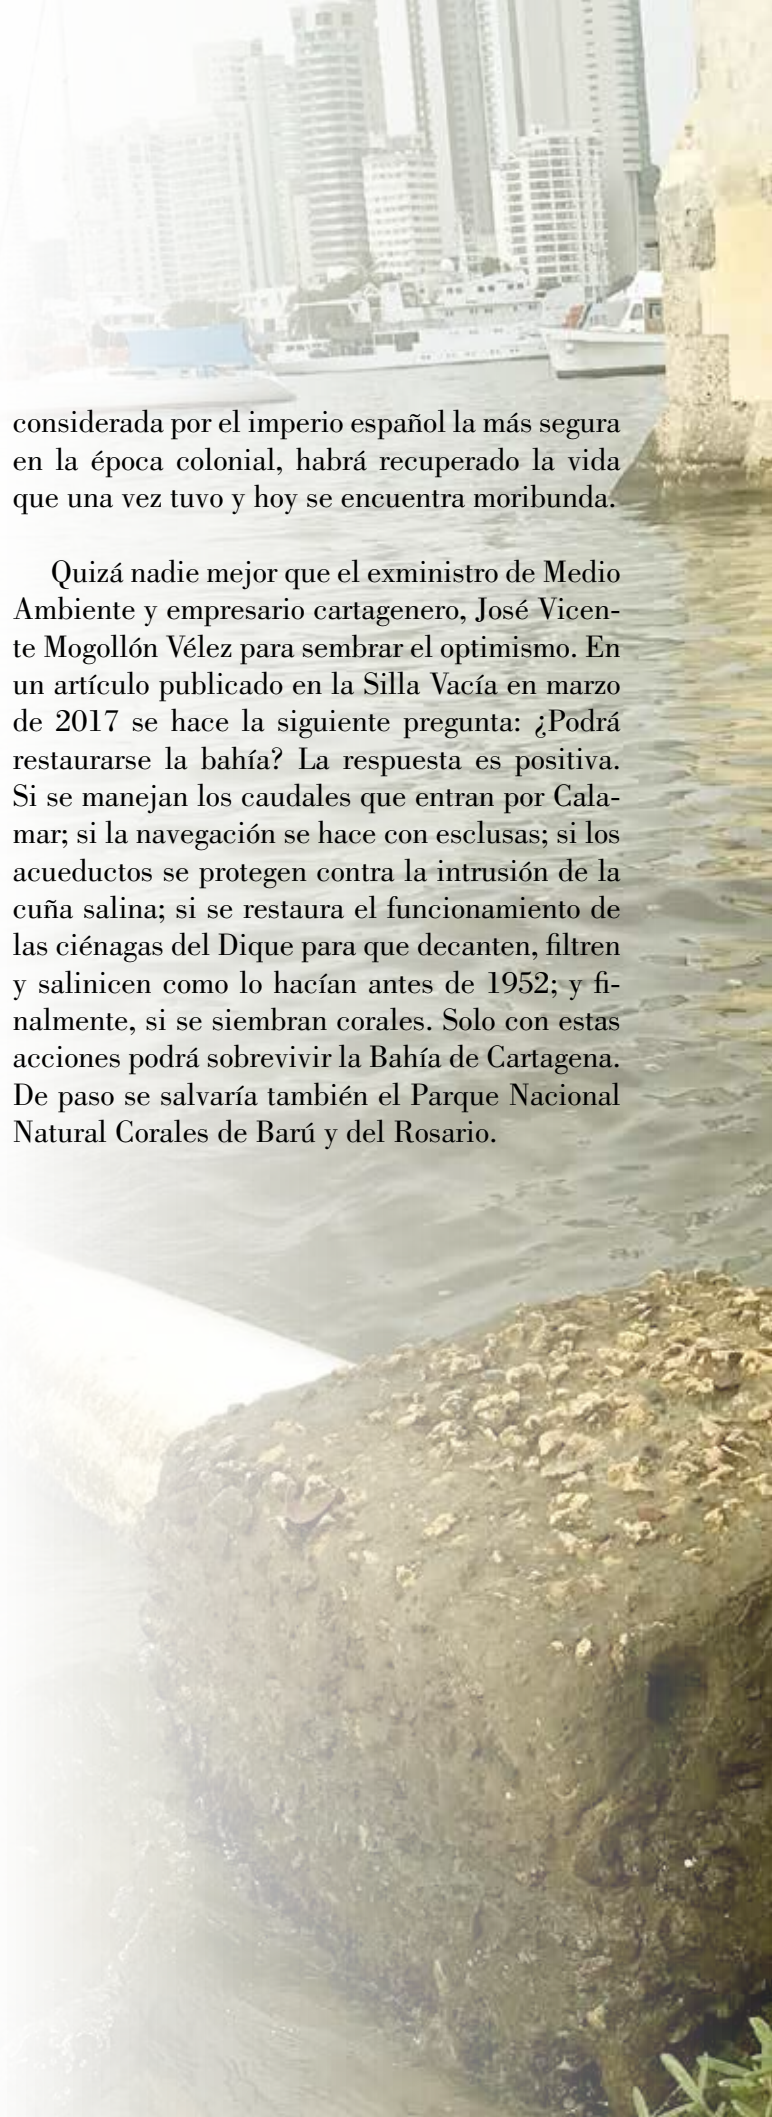 considerada por el imperio español la más segura
en la época colonial, habrá recuperado la vida
que una vez tuvo y hoy se encuentra moribunda.
Quizá nadie mejor que el exministro de Medio
Ambiente y empresario cartagenero, José Vicen-
te Mogollón Vélez para sembrar el optimismo. En
un artículo publicado en la Silla Vacía en marzo
de 2017 se hace la siguiente pregunta: ¿Podrá
restaurarse la bahía? La respuesta es positiva.
Si se manejan los caudales que entran por Cala-
mar; si la navegación se hace con esclusas; si los
acueductos se protegen contra la intrusión de la
cuña salina; si se restaura el funcionamiento de
las ciénagas del Dique para que decanten, filtren
y salinicen como lo hacían antes de 1952; y fi-
nalmente, si se siembran corales. Solo con estas
acciones podrá sobrevivir la Bahía de Cartagena.
De paso se salvaría también el Parque Nacional
Natural Corales de Barú y del Rosario.